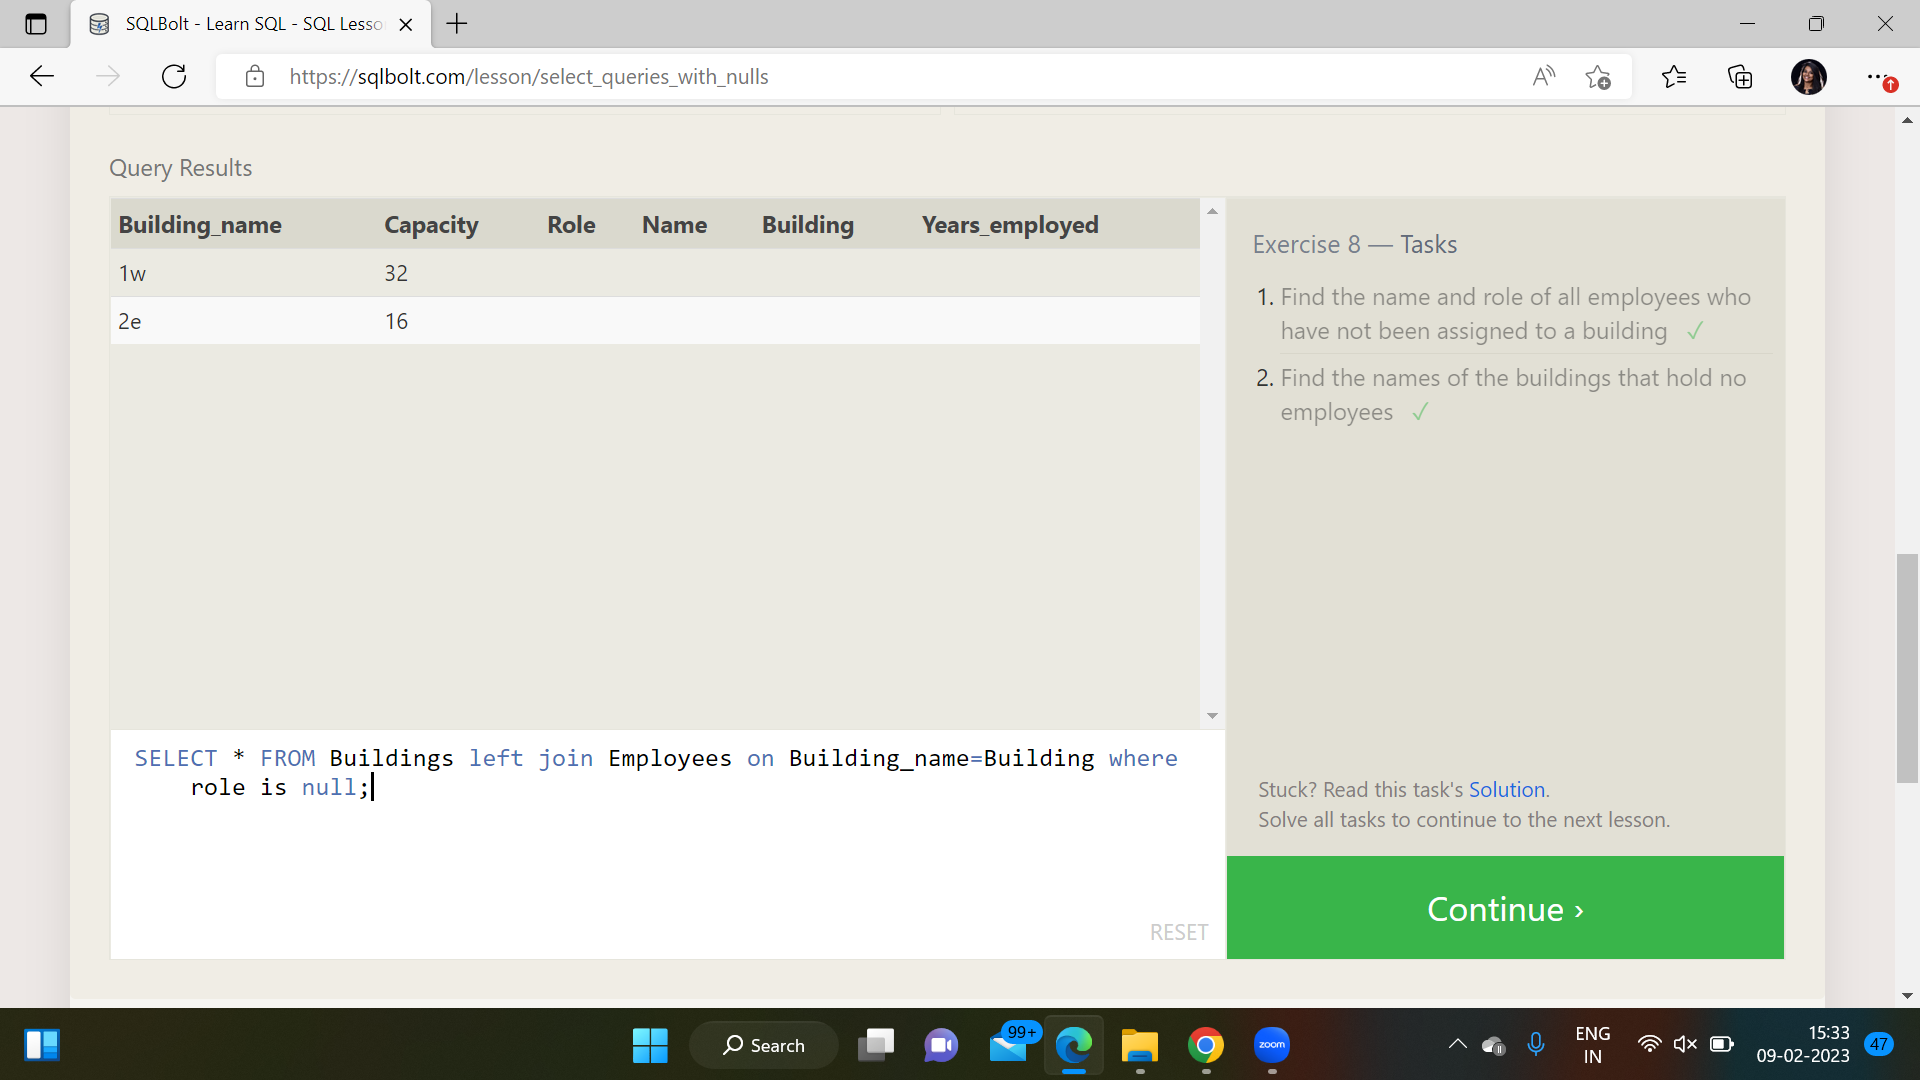 SQLBolt - Learn SQL - SQL Lesso
https://sqlbolt.com/lesson/select_queries_with_nulls
Query Results
Building_name Capacity Role Name Building Years_employed
1w 32
2e 16
Exercise 8 — Tasks
1. Find the name and role of all employees who
have not been assigned to a building ✓
2. Find the names of the buildings that hold no
employees ✓
SELECT * FROM Buildings left join Employees on Building_name=Building where
role is null;
RESET
Stuck? Read this task's Solution.
Solve all tasks to continue to the next lesson.
Continue ›
Search
99+
zoom
ENG
IN
15:33
09-02-2023
47